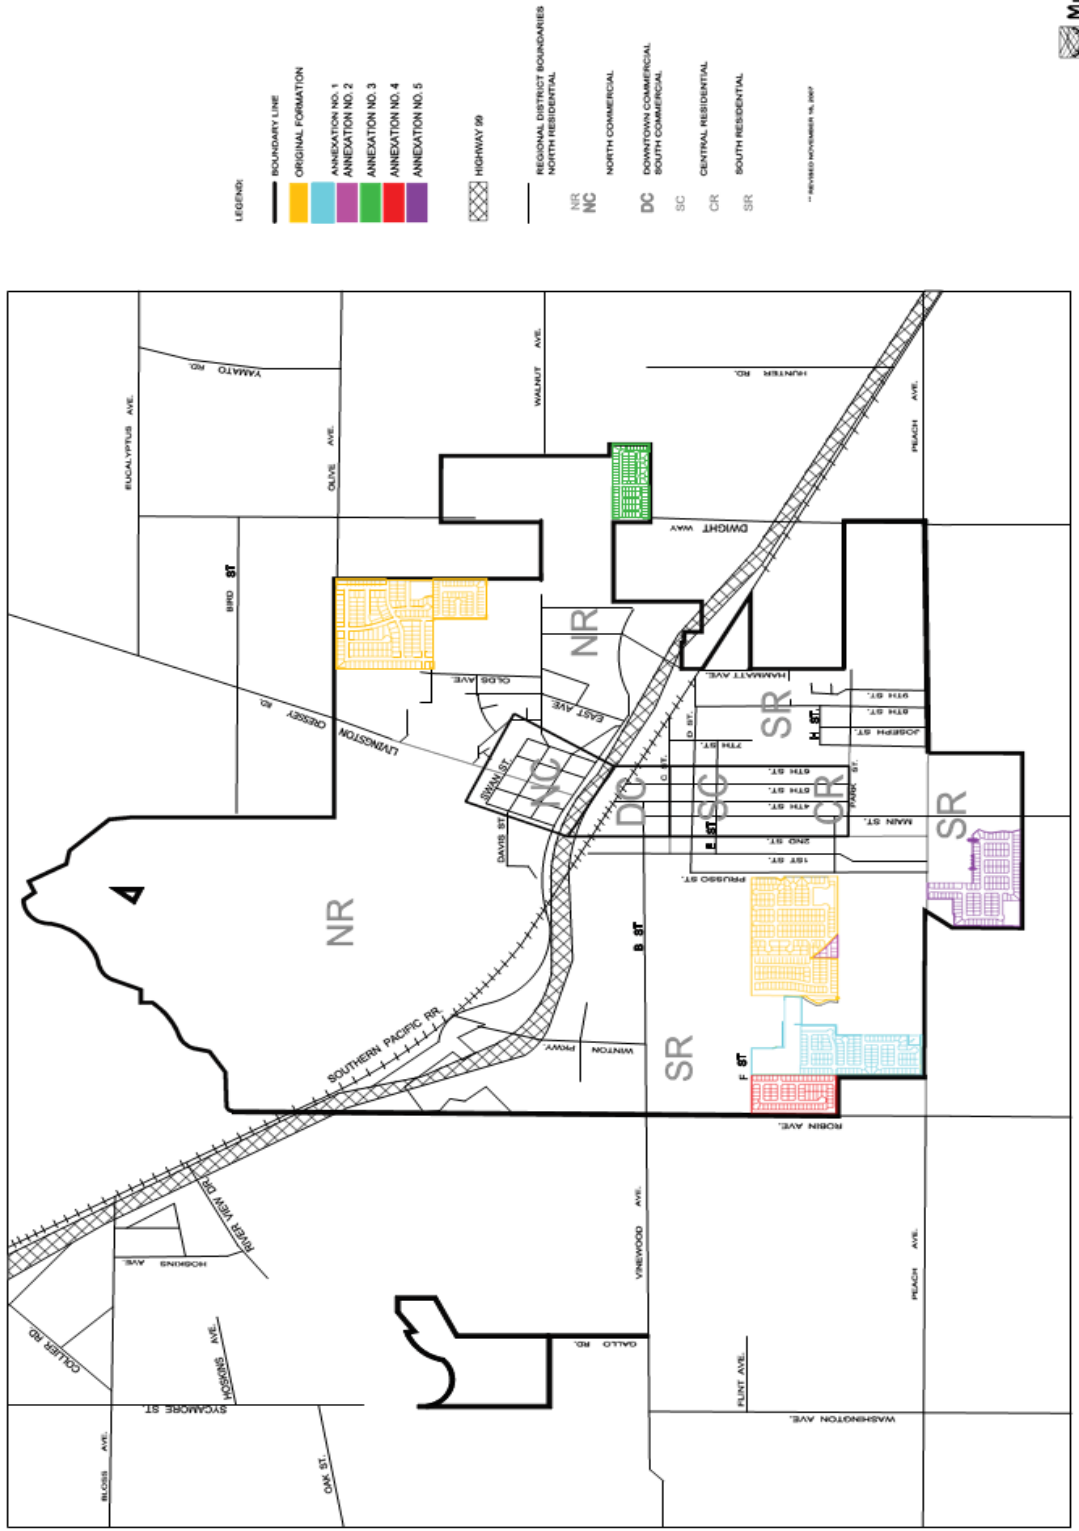 LEGEND:
BOUNDARY LINE
ORIGINAL FORMATION
ANNEXATION NO. 1
ANNEXATION NO. 2
ANNEXATION NO. 3
ANNEXATION NO. 4
ANNEXATION NO. 5
HIGHWAY 99
REGIONAL DISTRICT BOUNDARIES
NR NORTH RESIDENTIAL
NC NORTH COMMERCIAL
DC DOWNTOWN COMMERCIAL
SC SOUTH COMMERCIAL
CR CENTRAL RESIDENTIAL
SR SOUTH RESIDENTIAL
** REVISED NOVEMBER 16, 2007
EUCALYPTUS AVE.
YAMATO RD.
OLIVE AVE.
WALNUT AVE.
HUNTER RD.
PEACH AVE.
BIRD ST
DWIGHT WAY
LIVINGSTON CRESSEY RD.
OLDS AVE.
EAST AVE.
NR
HAMMATT AVE.
SR
9TH ST.
8TH ST.
H ST.
JOSEPH ST.
D ST.
7TH ST.
C ST.
SWAN ST.
NC
DC
SC
CR
6TH ST.
5TH ST.
4TH ST.
PARK ST.
MAIN ST.
SR
DAVIS ST.
E ST
2ND ST.
1ST ST.
PRUSSO ST.
NR
B ST
SOUTHERN PACIFIC RR.
WINTON PKWY.
SR
F ST
ROBIN AVE.
RIVER VIEW DR.
HOSKINS AVE.
VINEWOOD AVE.
PEACH AVE.
COLLIER RD.
HOSKINS AVE.
GALLO RD.
FLINT AVE.
SYCAMORE ST.
WASHINGTON AVE.
BLOSS AVE.
OAK ST.